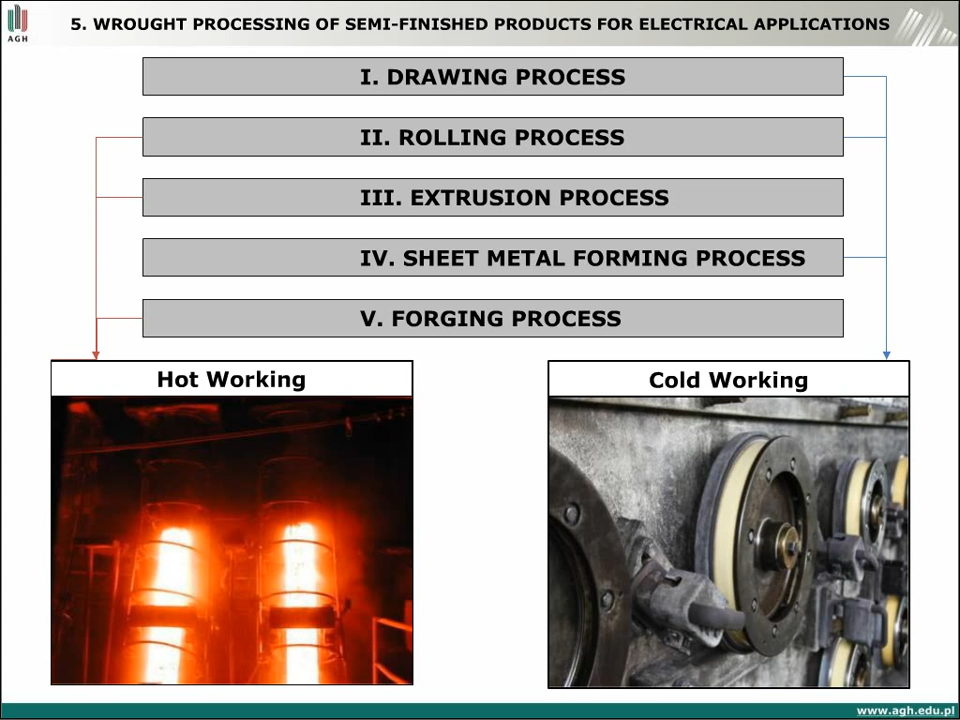 AGH
5. WROUGHT PROCESSING OF SEMI-FINISHED PRODUCTS FOR ELECTRICAL APPLICATIONS
I. DRAWING PROCESS
II. ROLLING PROCESS
III. EXTRUSION PROCESS
IV. SHEET METAL FORMING PROCESS
V. FORGING PROCESS
Hot Working
Cold Working
www.agh.edu.pl